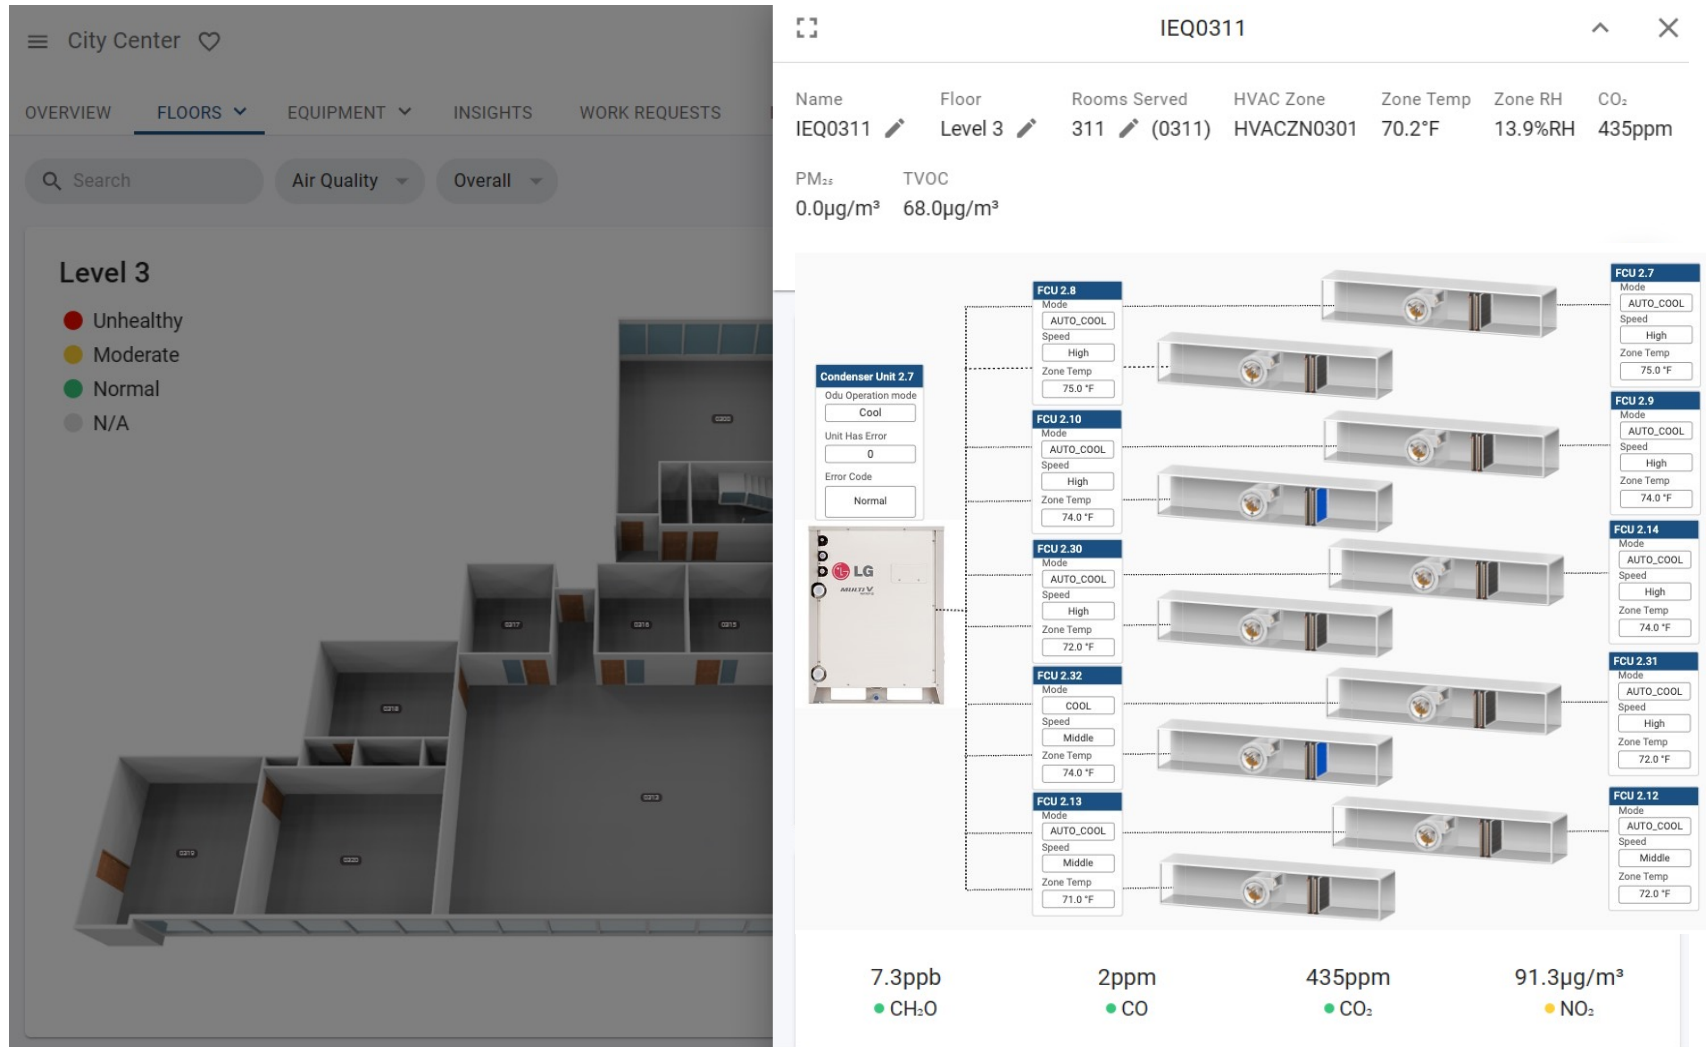 City Center
OVERVIEW
FLOORS
EQUIPMENT
INSIGHTS
WORK REQUESTS
Search
Air Quality
Overall
Level 3
Unhealthy
Moderate
Normal
N/A
0317
0316
0315
0318
0313
0319
0320
IEQ0311
Name
IEQ0311
Floor
Level 3
Rooms Served
311 (0311)
HVAC Zone
HVACZN0301
Zone Temp
70.2°F
Zone RH
13.9%RH
CO₂
435ppm
PM₂₅
0.0µg/m³
TVOC
68.0µg/m³
Condenser Unit 2.7
Odu Operation mode
Cool
Unit Has Error
0
Error Code
Normal
LG
MULTI V
FCU 2.8
Mode
AUTO_COOL
Speed
High
Zone Temp
75.0 °F
FCU 2.10
Mode
AUTO_COOL
Speed
High
Zone Temp
74.0 °F
FCU 2.30
Mode
AUTO_COOL
Speed
High
Zone Temp
72.0 °F
FCU 2.32
Mode
COOL
Speed
Middle
Zone Temp
74.0 °F
FCU 2.13
Mode
AUTO_COOL
Speed
Middle
Zone Temp
71.0 °F
FCU 2.7
Mode
AUTO_COOL
Speed
High
Zone Temp
75.0 °F
FCU 2.9
Mode
AUTO_COOL
Speed
High
Zone Temp
74.0 °F
FCU 2.14
Mode
AUTO_COOL
Speed
High
Zone Temp
74.0 °F
FCU 2.31
Mode
AUTO_COOL
Speed
High
Zone Temp
72.0 °F
FCU 2.12
Mode
AUTO_COOL
Speed
Middle
Zone Temp
72.0 °F
7.3ppb
CH₂O
2ppm
CO
435ppm
CO₂
91.3µg/m³
NO₂